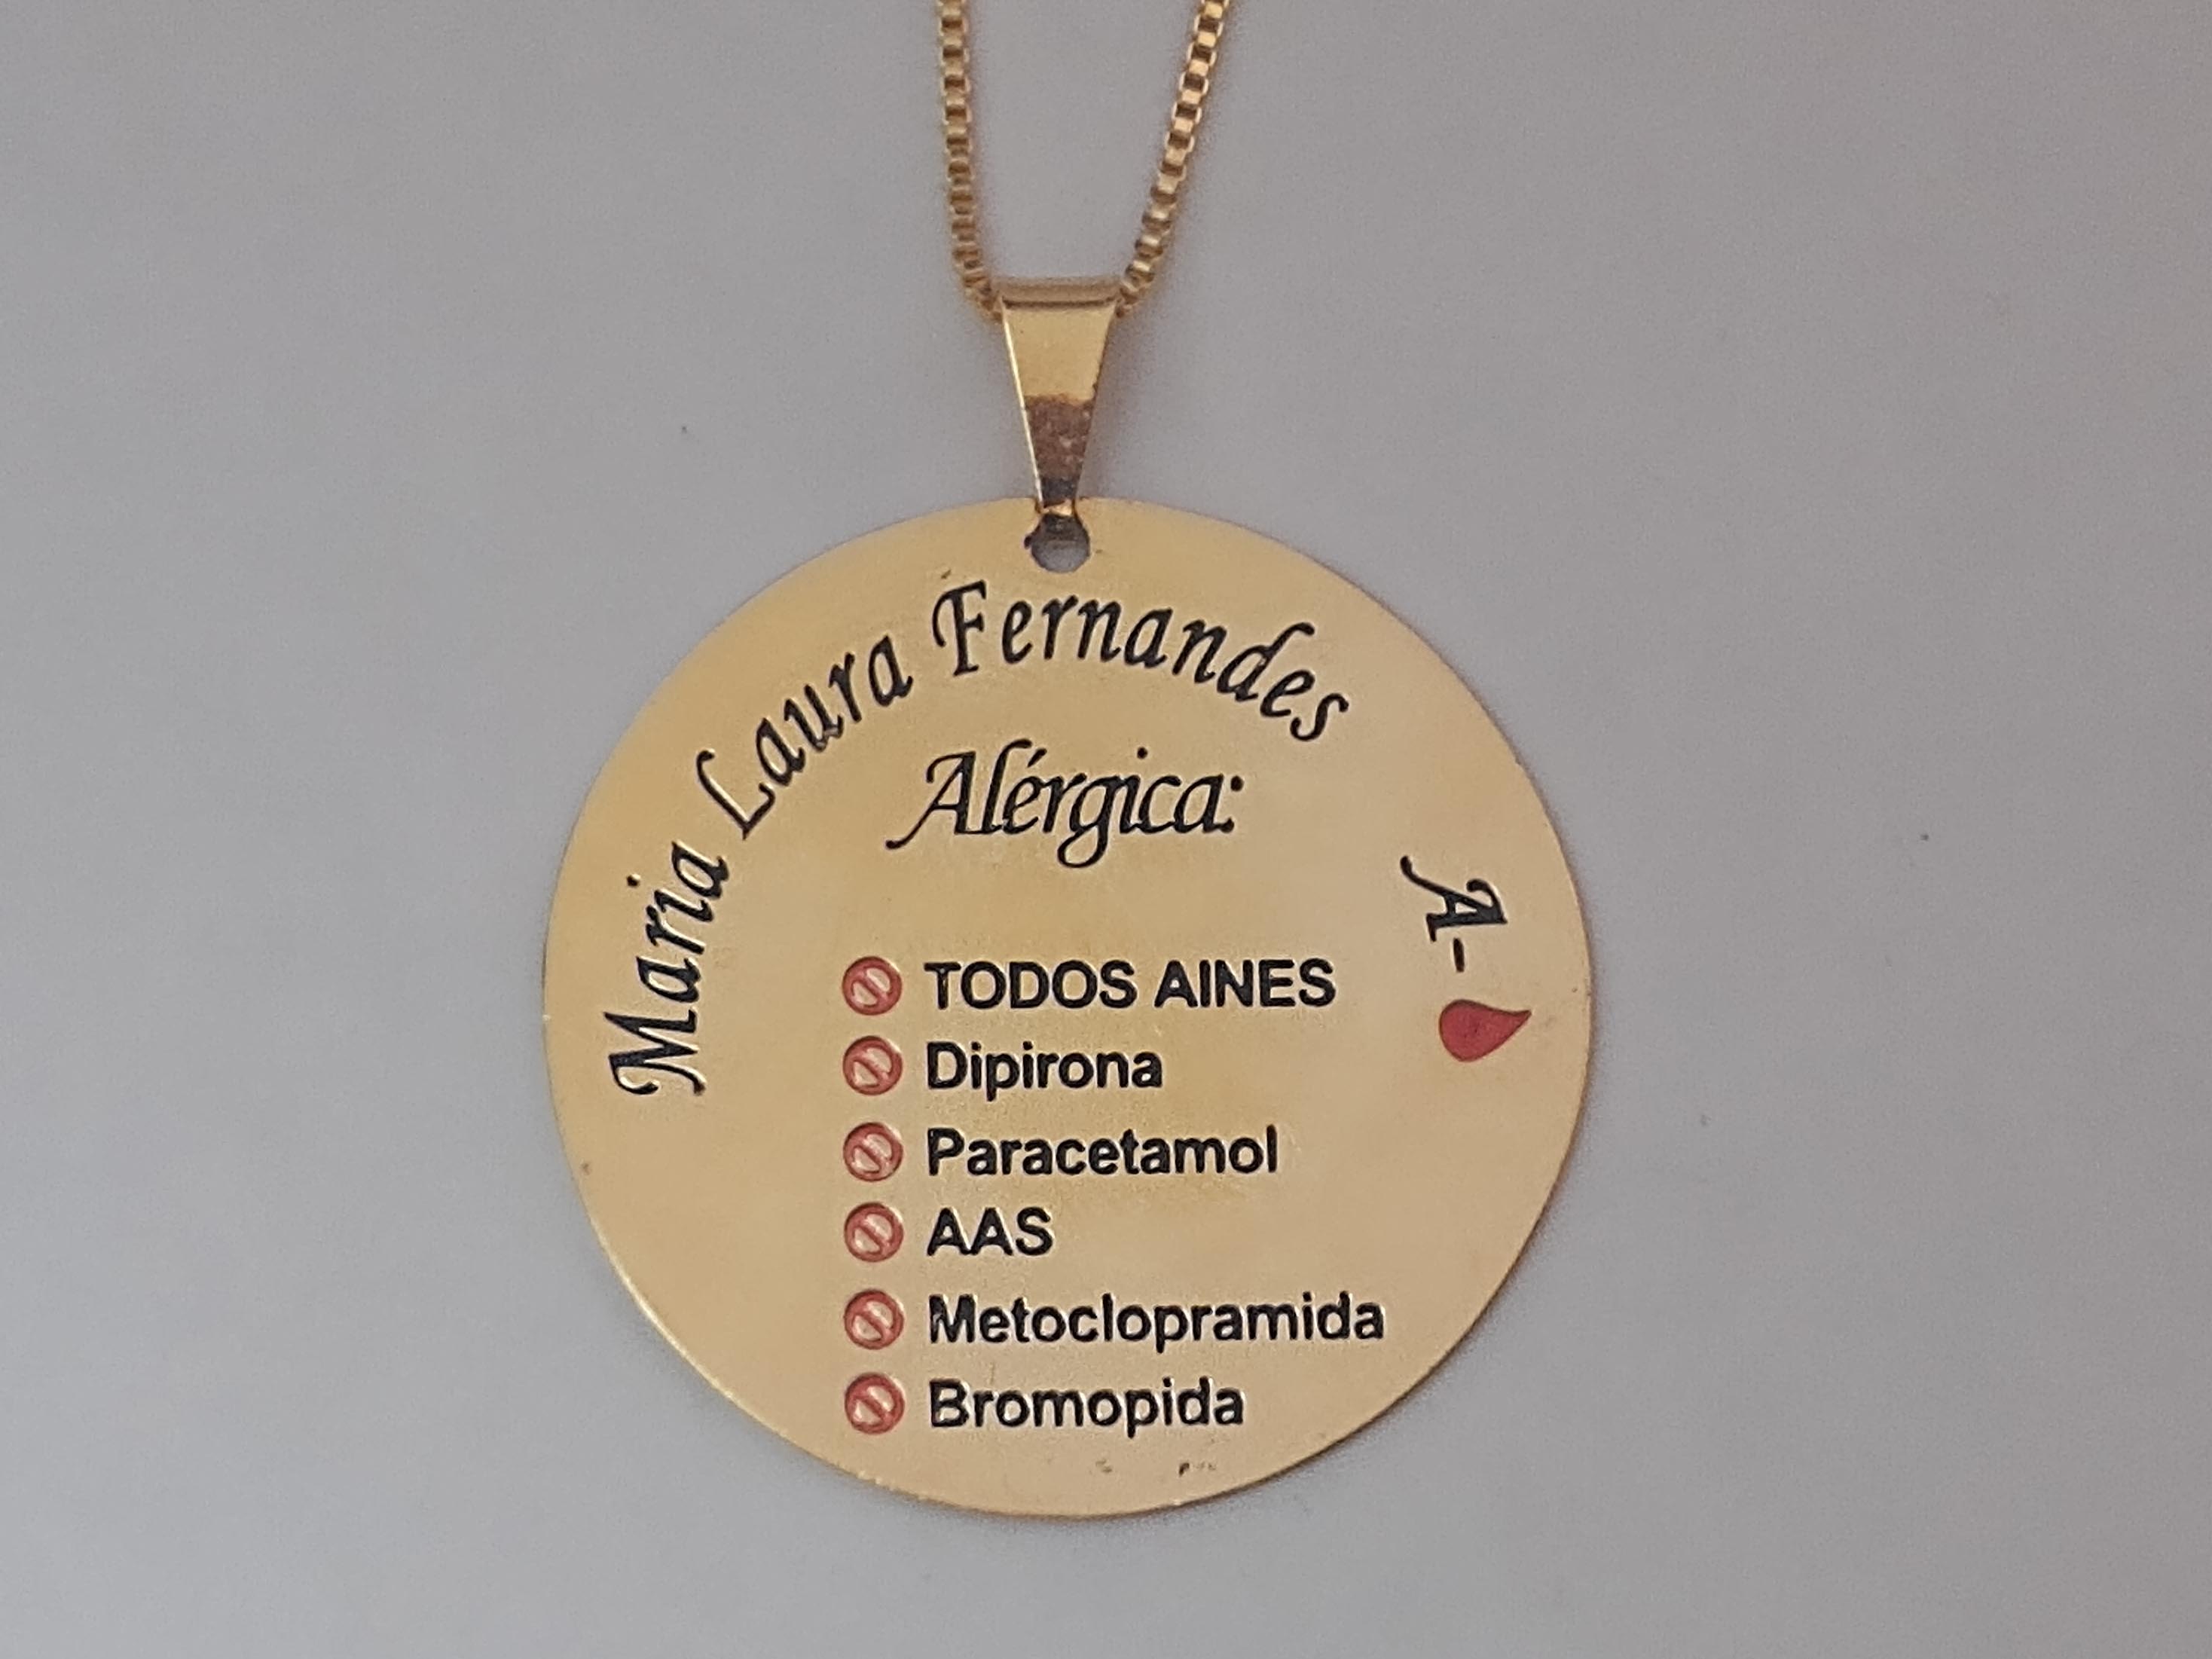 Maria Laura Fernandes
Alérgica:
A-
TODOS AINES
Dipirona
Paracetamol
AAS
Metoclopramida
Bromopida